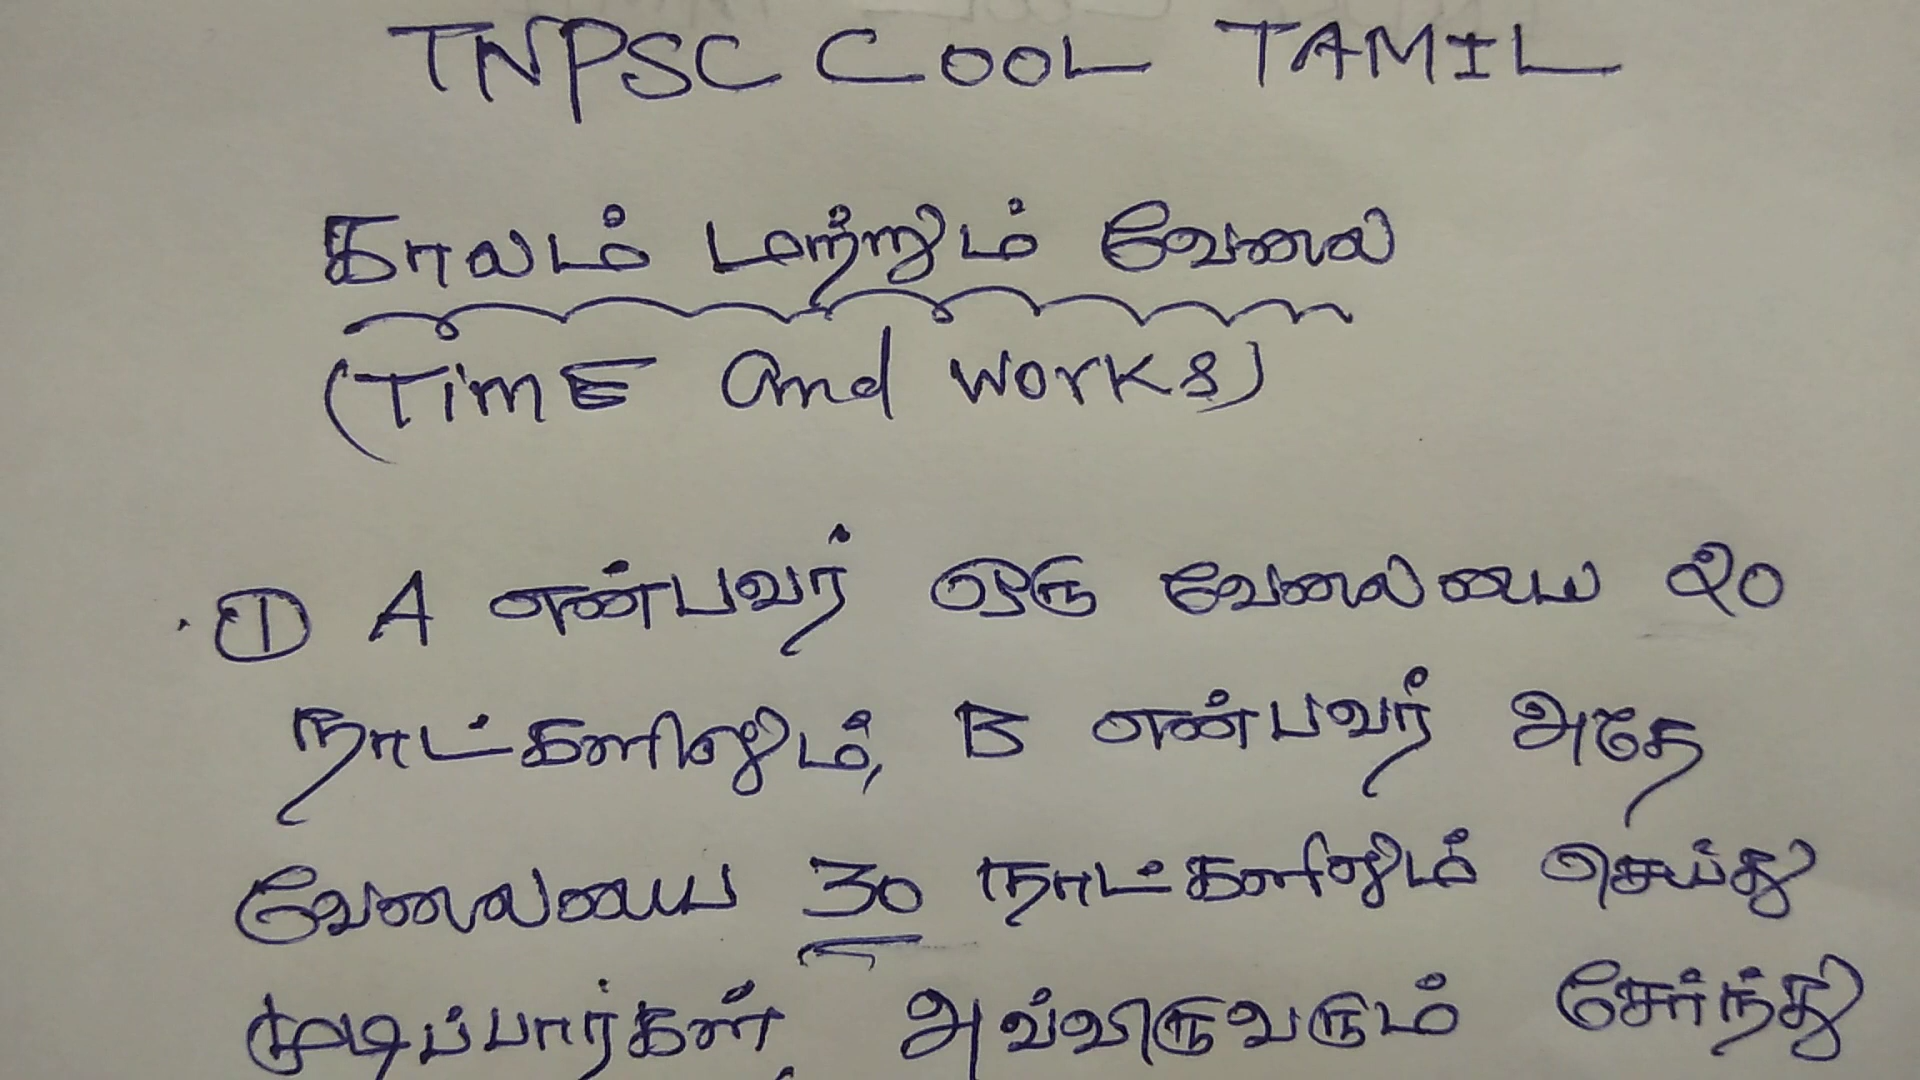 TNPSC COOL TAMIL
காலம் மற்றும் வேலை
(Time and works)
① A என்பவர் ஒரு வேலையை 20
நாட்களிலும், B என்பவர் அதே
வேலையை 30 நாட்களிலும் செய்து
முடிப்பார்கள். அவ்விருவரும் சேர்ந்து